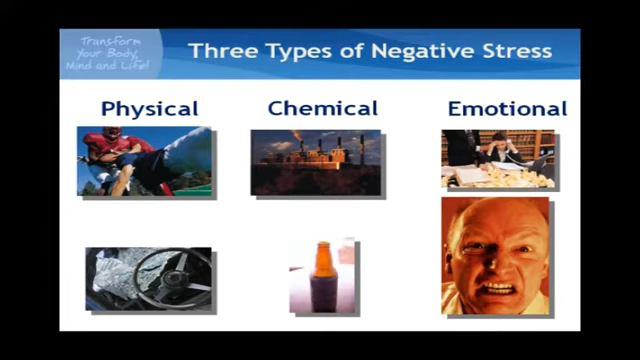 Transform
Your Body,
Mind and Life!
Three Types of Negative Stress
Physical
Chemical
Emotional